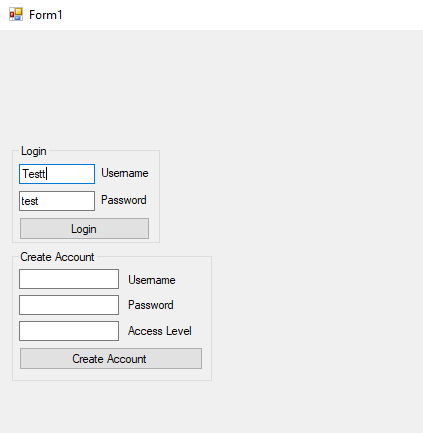 Form1
Login
Testt Username
test Password
Login
Create Account
Username
Password
Access Level
Create Account